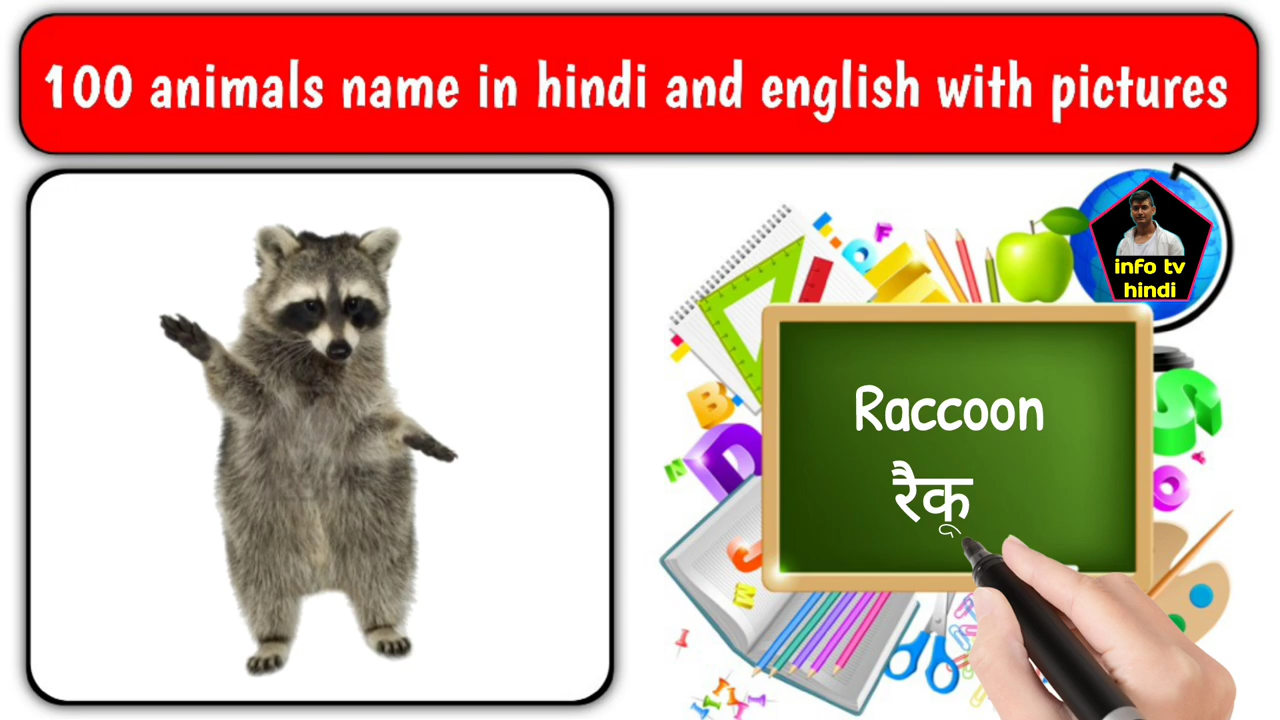 100 animals name in hindi and english with pictures
info tv
hindi
Raccoon
रैकू